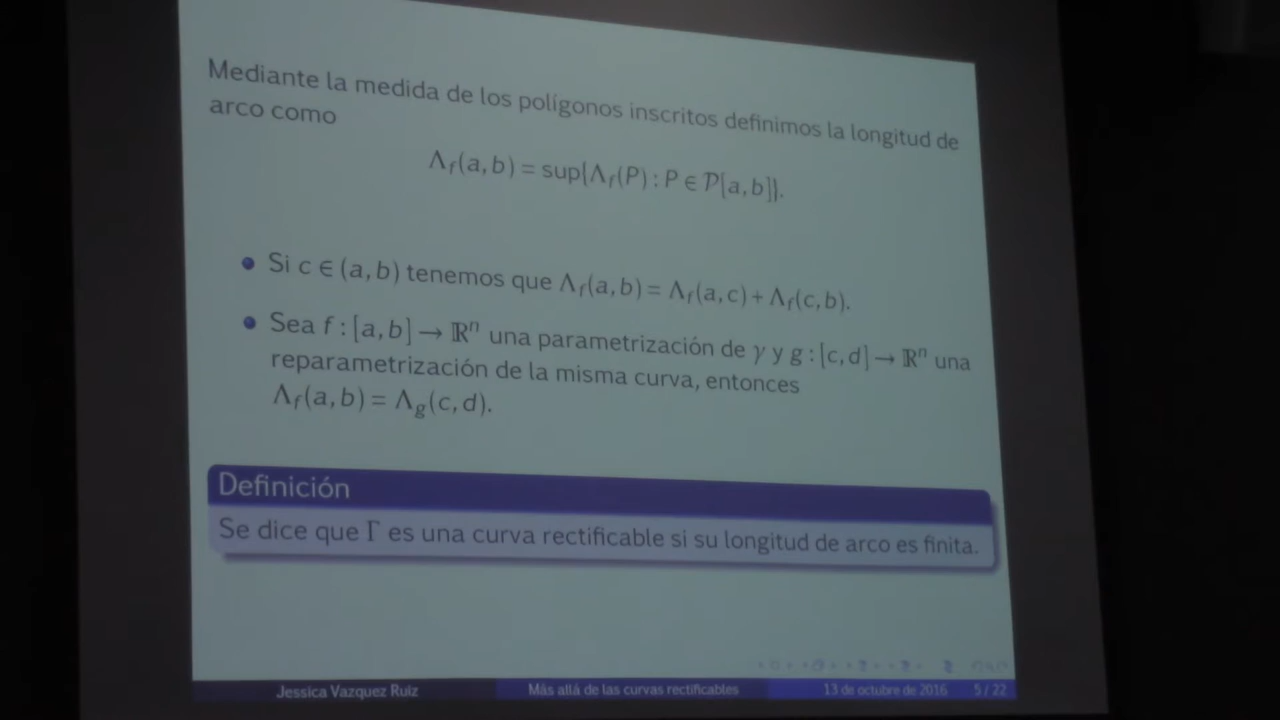 Mediante la medida de los polígonos inscritos definimos la longitud de
arco como
Λ_f(a,b) = sup{Λ_f(P) : P ∈ 𝒫[a,b]}.
• Si c ∈ (a,b) tenemos que Λ_f(a,b) = Λ_f(a,c) + Λ_f(c,b).
• Sea f : [a,b] → ℝⁿ una parametrización de γ y g : [c,d] → ℝⁿ una
reparametrización de la misma curva, entonces
Λ_f(a,b) = Λ_g(c,d).
Definición
Se dice que Γ es una curva rectificable si su longitud de arco es finita.
Jessica Vazquez Ruiz Más allá de las curvas rectificables 13 de octubre de 2016 5 / 22